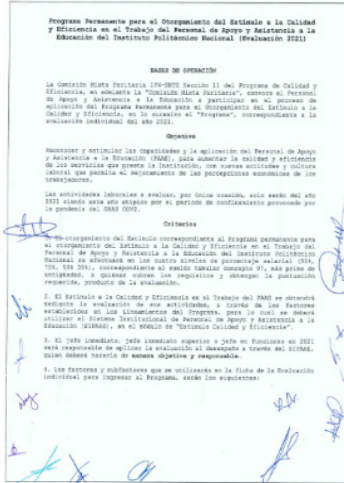 Programa Permanente para el Otorgamiento del Estímulo a la Calidad
y Eficiencia en el Trabajo del Personal de Apoyo y Asistencia a la
Educación del Instituto Politécnico Nacional (Evaluación 2021)
BASES DE OPERACIÓN
La Comisión Mixta Paritaria IPN-SNTE Sección 11 del Programa de Calidad y
Eficiencia, en adelante la "Comisión Mixta Paritaria", convoca al Personal
de Apoyo y Asistencia a la Educación a participar en el proceso de
aplicación del Programa Permanente para el Otorgamiento del Estímulo a la
Calidad y Eficiencia, en lo sucesivo el "Programa", correspondiente a la
evaluación individual del año 2021.
Objetivo
Reconocer y estimular las capacidades y la aplicación del Personal de Apoyo
y Asistencia a la Educación (PAAE), para aumentar la calidad y eficiencia
de los servicios que presta la Institución, con nuevas actitudes y cultura
laboral que permita el mejoramiento de las percepciones económicas de los
trabajadores.
Las actividades laborales a evaluar, por única ocasión, solo serán del año
2021 siendo este año atípico por el periodo de confinamiento provocado por
la pandemia del SARS COV2.
Criterios
El otorgamiento del Estímulo correspondiente al Programa permanente para
el otorgamiento del Estímulo a la Calidad y Eficiencia en el Trabajo del
Personal de Apoyo y Asistencia a la Educación del Instituto Politécnico
Nacional se efectuará en los cuatro niveles de porcentaje salarial (90%,
70%, 50% 30%), correspondiente al sueldo tabular concepto 07, más prima de
antigüedad, a quienes cubran los requisitos y obtengan la puntuación
requerida, producto de la evaluación.
2. El Estímulo a la Calidad y Eficiencia en el Trabajo del PAAE se obtendrá
mediante la evaluación de sus actividades, a través de los factores
establecidos en los Lineamientos del Programa, para lo cual se deberá
utilizar el Sistema Institucional de Personal de Apoyo y Asistencia a la
Educación, en el módulo de "Estímulo Calidad y Eficiencia".
3. El jefe inmediato, jefe inmediato superior o jefe en funciones en 2021
será responsable de aplicar la evaluación al desempeño a través del
quien deberá hacerlo de manera objetiva y responsable.
4. Los factores y subfactores que se utilizarán en la ficha de la Evaluación
Individual para ingresar al Programa, serán los siguientes: